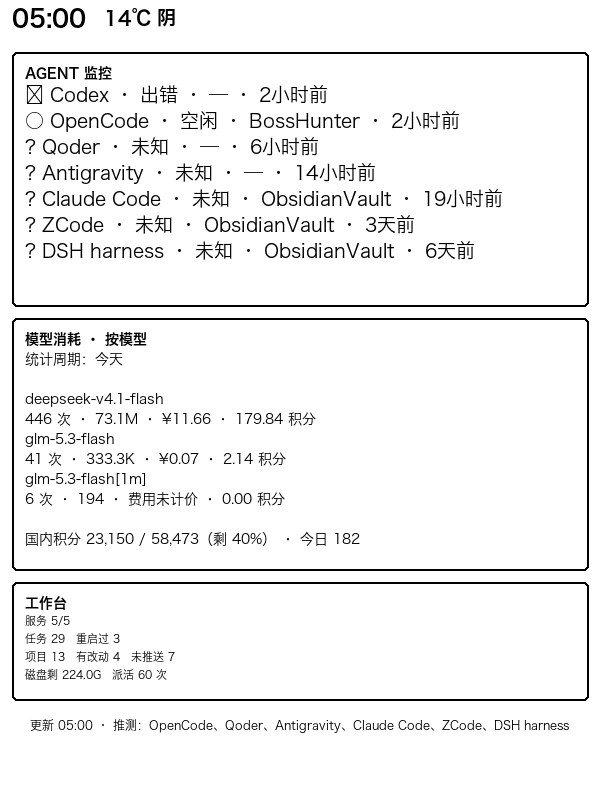 05:00 14℃ 阴
AGENT 监控
☒ Codex · 出错 · — · 2小时前
○ OpenCode · 空闲 · BossHunter · 2小时前
? Qoder · 未知 · — · 6小时前
? Antigravity · 未知 · — · 14小时前
? Claude Code · 未知 · ObsidianVault · 19小时前
? ZCode · 未知 · ObsidianVault · 3天前
? DSH harness · 未知 · ObsidianVault · 6天前
模型消耗 · 按模型
统计周期: 今天
deepseek-v4.1-flash
446 次 · 73.1M · ¥11.66 · 179.84 积分
glm-5.3-flash
41 次 · 333.3K · ¥0.07 · 2.14 积分
glm-5.3-flash[1m]
6 次 · 194 · 费用未计价 · 0.00 积分
国内积分 23,150 / 58,473（剩 40%） · 今日 182
工作台
服务 5/5
任务 29 重启过 3
项目 13 有改动 4 未推送 7
磁盘剩 224.0G 派活 60 次
更新 05:00 · 推测: OpenCode、Qoder、Antigravity、Claude Code、ZCode、DSH harness